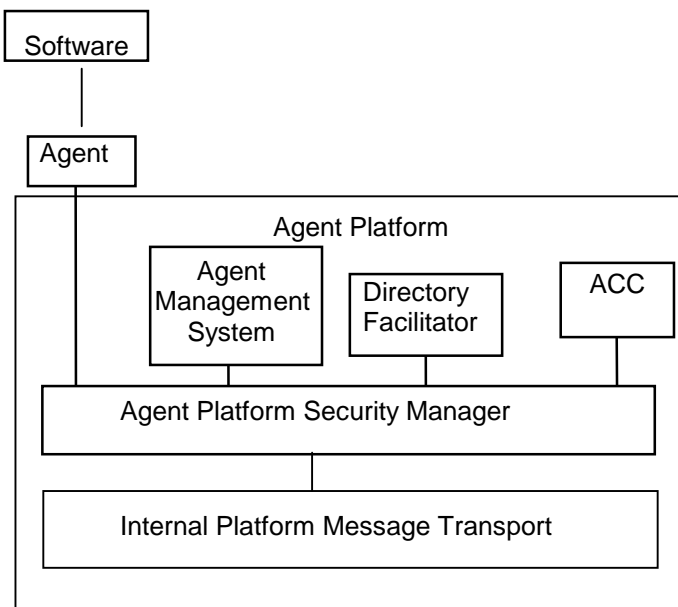 Software
Agent
Agent Platform
Agent
Management
System
Directory
Facilitator
ACC
Agent Platform Security Manager
Internal Platform Message Transport